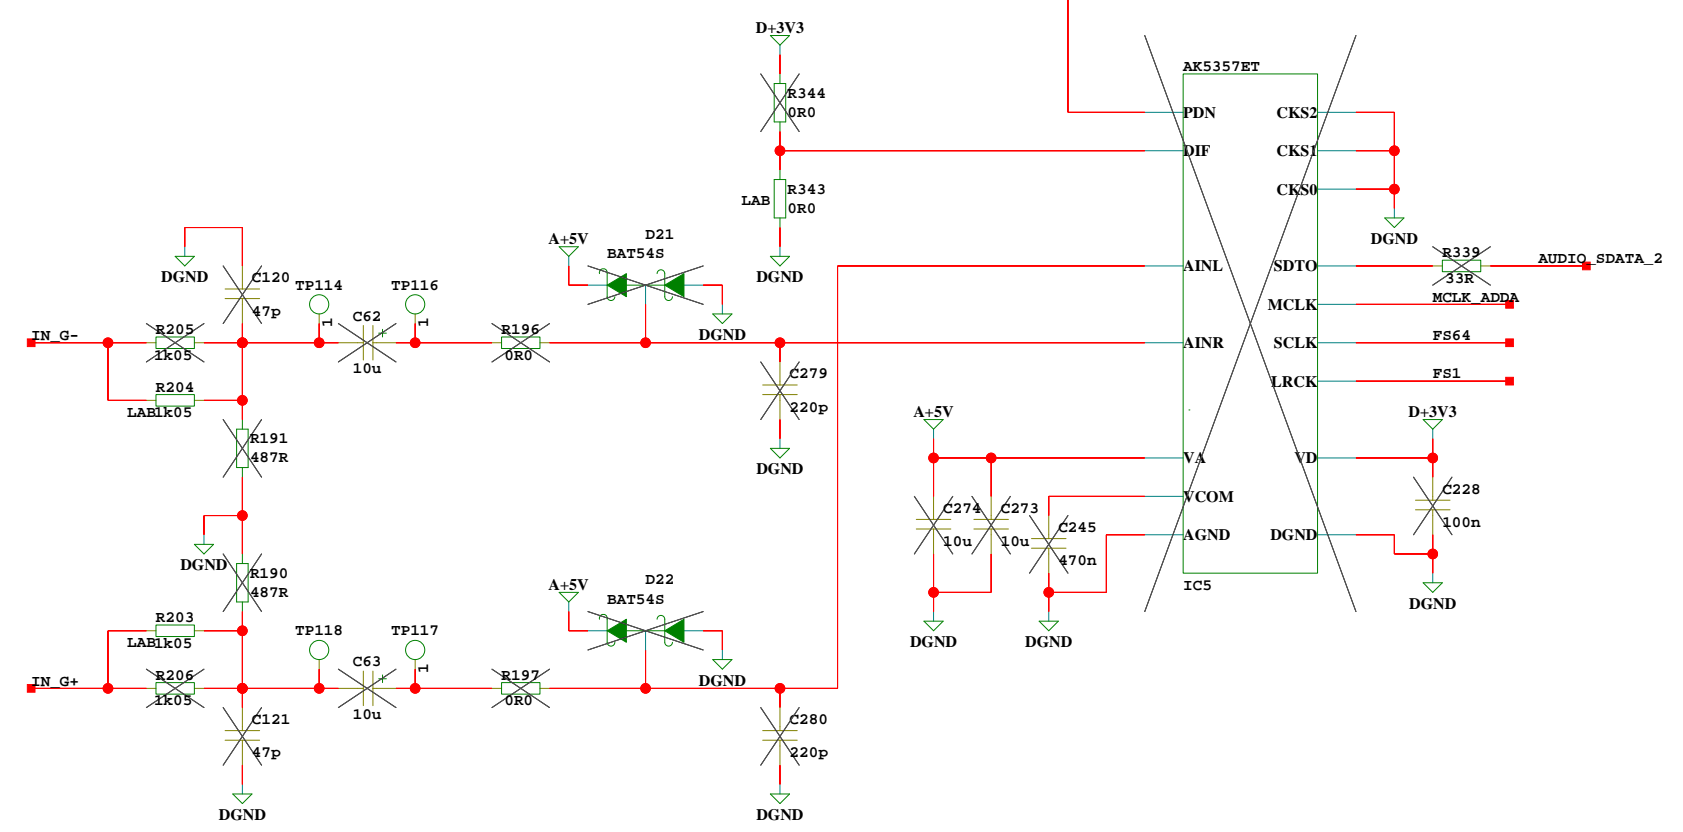 D+3V3
R344
0R0
R343
0R0
LAB
DGND
AK5357ET
PDN
DIF
AINL
AINR
VA
VCOM
AGND
CKS2
CKS1
CKS0
SDTO
MCLK
SCLK
LRCK
VD
DGND
IC5
DGND
R339
33R
AUDIO_SDATA_2
MCLK_ADDA
FS64
FS1
D+3V3
C228
100n
DGND
A+5V
C274
10u
C273
10u
C245
470n
DGND
DGND
DGND
C120
47p
IN_G-
R205
1k05
R204
LAB1k05
TP114
1
C62
+
10u
TP116
1
R196
0R0
A+5V
D21
BAT54S
DGND
C279
220p
DGND
R191
487R
DGND
R190
487R
R203
LAB1k05
IN_G+
R206
1k05
C121
47p
DGND
TP118
C63
+
10u
TP117
1
R197
0R0
A+5V
D22
BAT54S
DGND
C280
220p
DGND